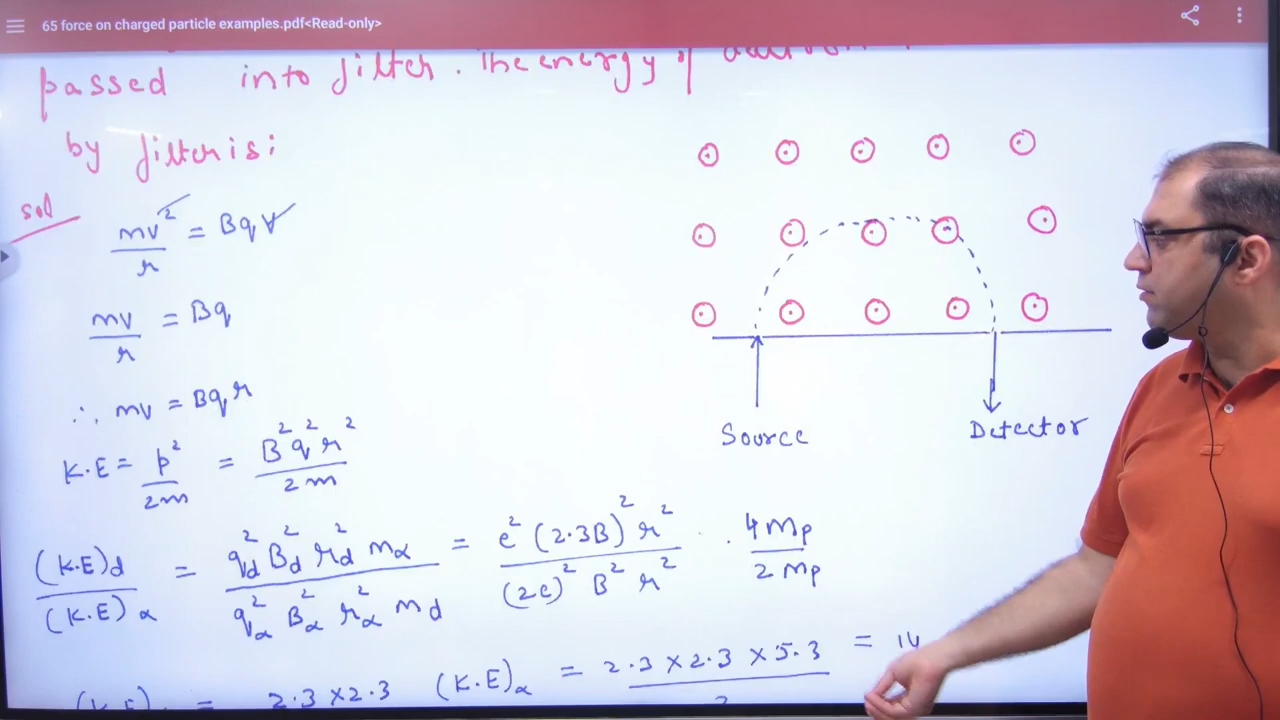 65 force on charged particle examples.pdf<Read-only>
passed into filter. The energy of
by filter is:
Sol
mv²/r = Bqv
mv/r = Bq
∴ mv = Bqr
K.E = p²/2m = B²q²r²/2m
(K.E)d/(K.E)α = qd² Bd² rd² mα/qα² Bα² rα² md = e² (2.3B)² r²/(2e)² B² r² . 4mp/2mp
= 2.3×2.3 (K.E)α = 2.3×2.3×5.3/2 = 14
Source
Detector